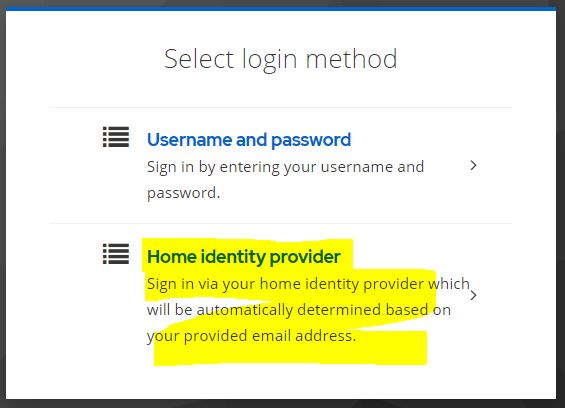 Select login method
Username and password
Sign in by entering your username and
password.
Home identity provider
Sign in via your home identity provider which
will be automatically determined based on
your provided email address.